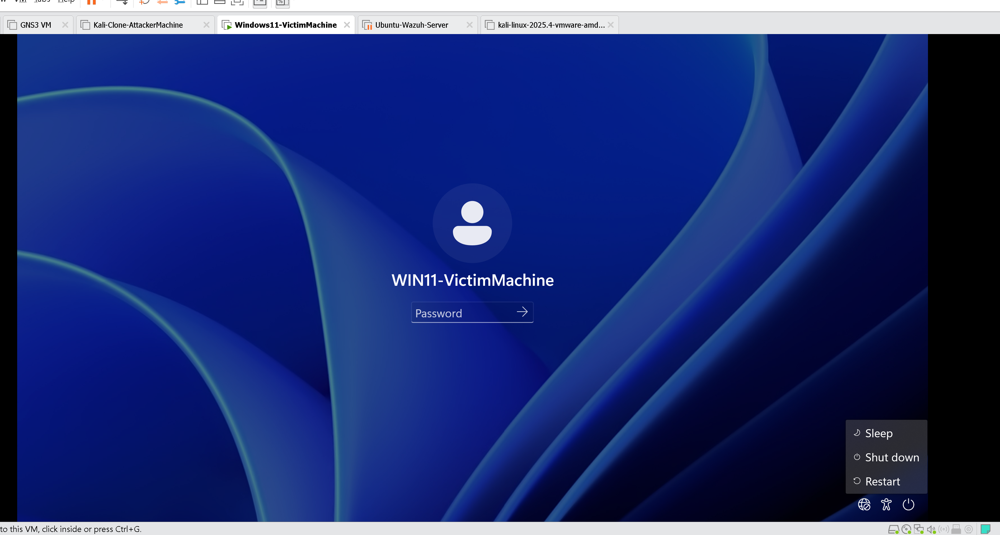 VM Tabs Help
GNS3 VM
Kali-Clone-AttackerMachine
Windows11-VictimMachine
Ubuntu-Wazuh-Server
kali-linux-2025.4-vmware-amd...
WIN11-VictimMachine
Password
Sleep
Shut down
Restart
to this VM, click inside or press Ctrl+G.